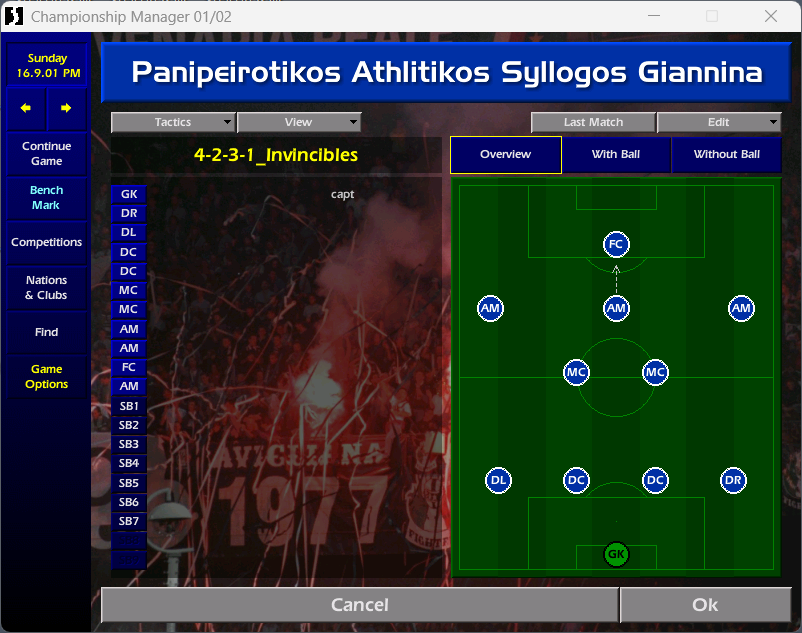 Championship Manager 01/02
Sunday
16.9.01 PM
Panipeirotikos Athlitikos Syllogos Giannina
Tactics
View
Last Match
Edit
Continue
Game
Bench
Mark
Competitions
Nations
& Clubs
Find
Game
Options
4-2-3-1_Invincibles
Overview
With Ball
Without Ball
GK capt
DR
DL
DC
DC
MC
MC
AM
AM
FC
AM
SB1
SB2
SB3
SB4
SB5
SB6
SB7
FC
AM AM AM
MC MC
DL DC DC DR
GK
1977
Cancel
Ok